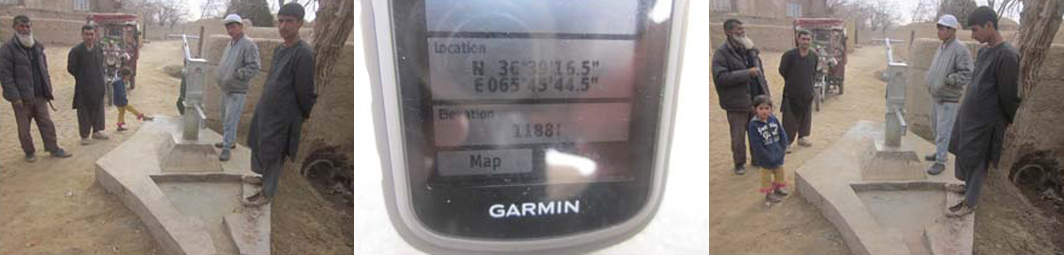 Location
N 36°39'16.5"
E 065°45'44.5"
Elevation
1188
Map
GARMIN